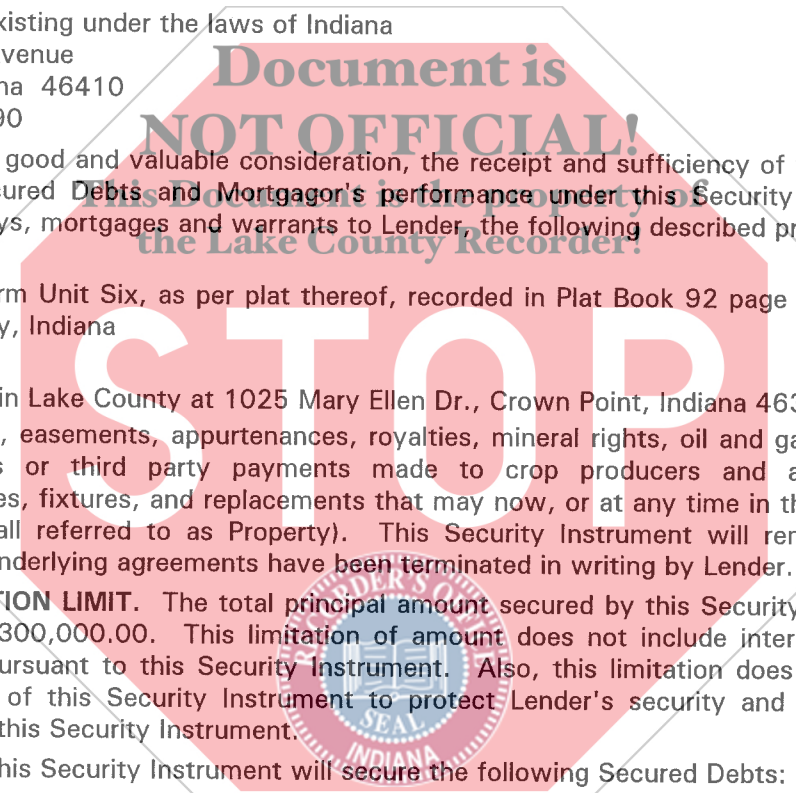 xisting under the laws of Indiana
venue
na 46410
90
Document is
NOT OFFICIAL!
This Document is the property of
the Lake County Recorder!
good and valuable consideration, the receipt and sufficiency of
cured Debts and Mortgagor's performance under this Security
ys, mortgages and warrants to Lender, the following described pr
rm Unit Six, as per plat thereof, recorded in Plat Book 92 page
y, Indiana
STOP
in Lake County at 1025 Mary Ellen Dr., Crown Point, Indiana 463
, easements, appurtenances, royalties, mineral rights, oil and ga
s or third party payments made to crop producers and a
es, fixtures, and replacements that may now, or at any time in th
all referred to as Property). This Security Instrument will rem
nderlying agreements have been terminated in writing by Lender.
TION LIMIT. The total principal amount secured by this Security
300,000.00. This limitation of amount does not include inter
ursuant to this Security Instrument. Also, this limitation does
of this Security Instrument to protect Lender's security and
this Security Instrument.
his Security Instrument will secure the following Secured Debts:
RECORDER'S OFFICE
SEAL
INDIANA